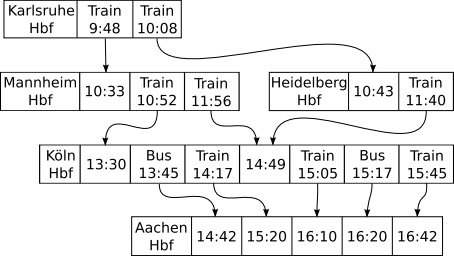 Karlsruhe Hbf
Train 9:48
Train 10:08
Mannheim Hbf
10:33
Train 10:52
Train 11:56
Heidelberg Hbf
10:43
Train 11:40
Köln Hbf
13:30
Bus 13:45
Train 14:17
14:49
Train 15:05
Bus 15:17
Train 15:45
Aachen Hbf
14:42
15:20
16:10
16:20
16:42